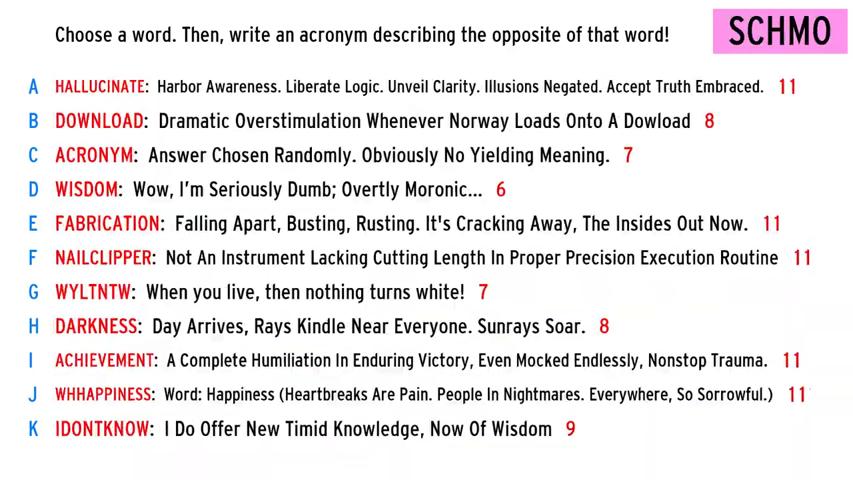 Choose a word. Then, write an acronym describing the opposite of that word!
SCHMO
A HALLUCINATE: Harbor Awareness. Liberate Logic. Unveil Clarity. Illusions Negated. Accept Truth Embraced. 11
B DOWNLOAD: Dramatic Overstimulation Whenever Norway Loads Onto A Dowload 8
C ACRONYM: Answer Chosen Randomly. Obviously No Yielding Meaning. 7
D WISDOM: Wow, I'm Seriously Dumb; Overtly Moronic... 6
E FABRICATION: Falling Apart, Busting, Rusting. It's Cracking Away, The Insides Out Now. 11
F NAILCLIPPER: Not An Instrument Lacking Cutting Length In Proper Precision Execution Routine 11
G WYLTNTW: When you live, then nothing turns white! 7
H DARKNESS: Day Arrives, Rays Kindle Near Everyone. Sunrays Soar. 8
I ACHIEVEMENT: A Complete Humiliation In Enduring Victory, Even Mocked Endlessly, Nonstop Trauma. 11
J WHHAPPINESS: Word: Happiness (Heartbreaks Are Pain. People In Nightmares. Everywhere, So Sorrowful.) 11
K IDONTKNOW: I Do Offer New Timid Knowledge, Now Of Wisdom 9